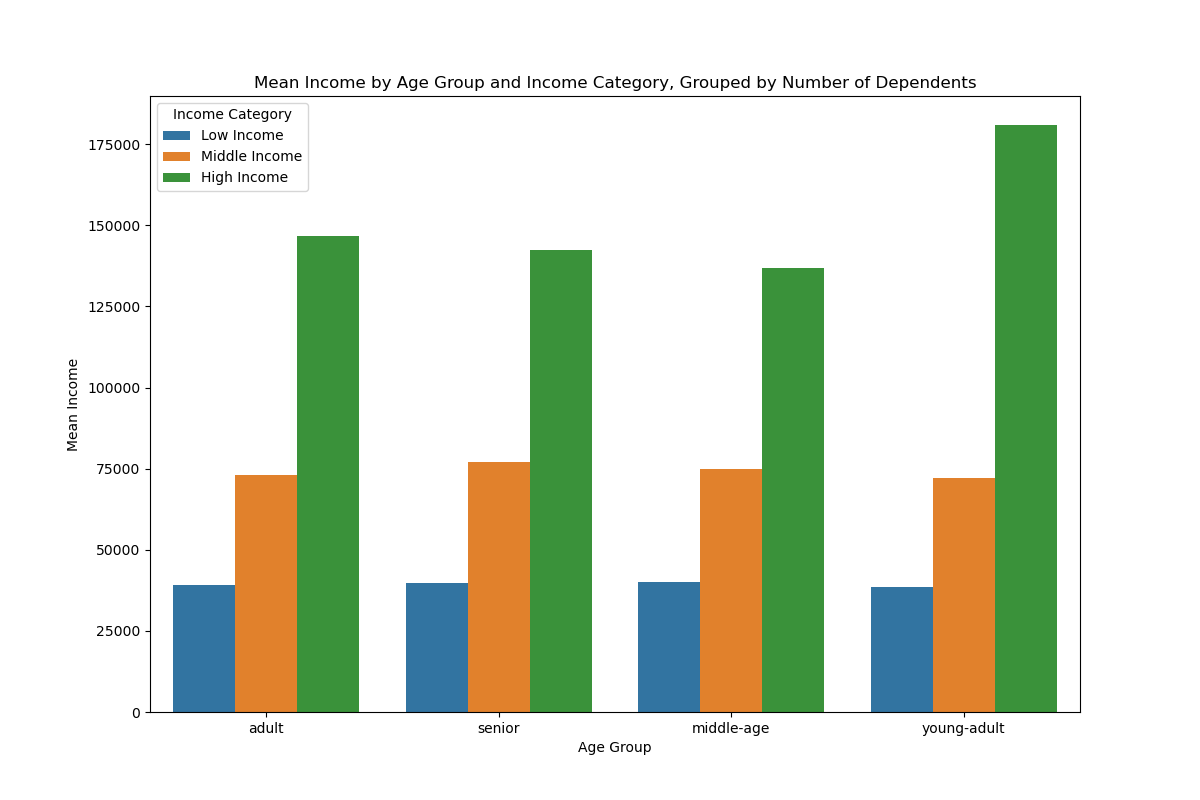 Mean Income by Age Group and Income Category, Grouped by Number of Dependents
Income Category
Low Income
Middle Income
High Income
175000
150000
125000
100000
75000
50000
25000
0
Mean Income
adult
senior
middle-age
young-adult
Age Group